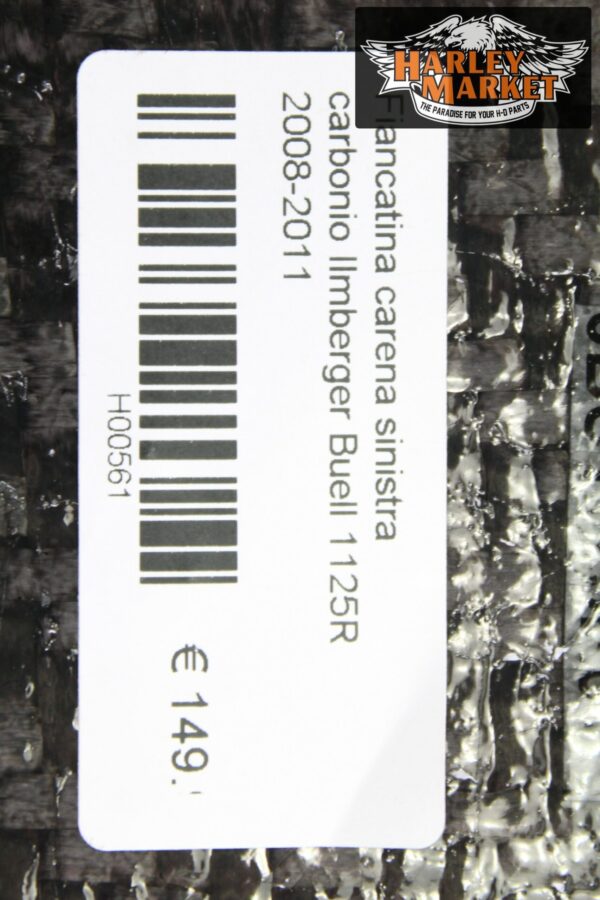 HARLEY
MARKET
THE PARADISE FOR YOUR H-D PARTS
Fiancatina carena sinistra
carbonio Ilmberger Buell 1125R
2008-2011
H00561
€ 149.